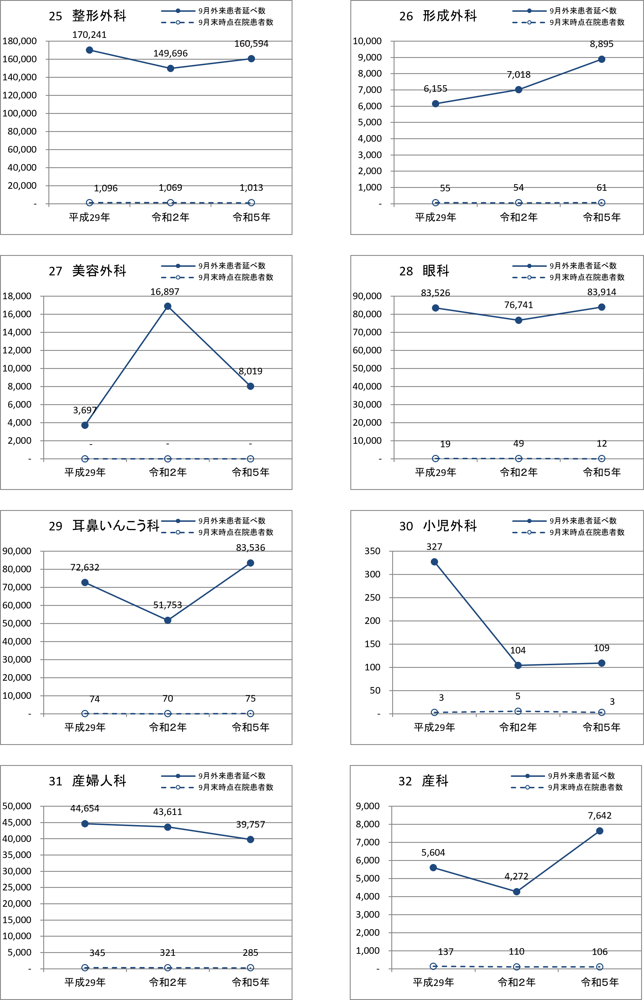 25 整形外科
9月外来患者延べ数
9月末時点在院患者数
170,241
149,696
160,594
180,000
160,000
140,000
120,000
100,000
80,000
60,000
40,000
20,000
-
1,096
1,069
1,013
平成29年
令和2年
令和5年
26 形成外科
9月外来患者延べ数
9月末時点在院患者数
10,000
9,000
8,000
7,000
6,000
5,000
4,000
3,000
2,000
1,000
-
6,155
7,018
8,895
55
54
61
平成29年
令和2年
令和5年
27 美容外科
9月外来患者延べ数
9月末時点在院患者数
18,000
16,000
14,000
12,000
10,000
8,000
6,000
4,000
2,000
-
3,697
16,897
8,019
-
-
-
平成29年
令和2年
令和5年
28 眼科
9月外来患者延べ数
9月末時点在院患者数
90,000
80,000
70,000
60,000
50,000
40,000
30,000
20,000
10,000
-
83,526
76,741
83,914
19
49
12
平成29年
令和2年
令和5年
29 耳鼻いんこう科
9月外来患者延べ数
9月末時点在院患者数
90,000
80,000
70,000
60,000
50,000
40,000
30,000
20,000
10,000
-
72,632
51,753
83,536
74
70
75
平成29年
令和2年
令和5年
30 小児外科
9月外来患者延べ数
9月末時点在院患者数
350
300
250
200
150
100
50
-
327
104
109
3
5
3
平成29年
令和2年
令和5年
31 産婦人科
9月外来患者延べ数
9月末時点在院患者数
50,000
45,000
40,000
35,000
30,000
25,000
20,000
15,000
10,000
5,000
-
44,654
43,611
39,757
345
321
285
平成29年
令和2年
令和5年
32 産科
9月外来患者延べ数
9月末時点在院患者数
9,000
8,000
7,000
6,000
5,000
4,000
3,000
2,000
1,000
-
5,604
4,272
7,642
137
110
106
平成29年
令和2年
令和5年